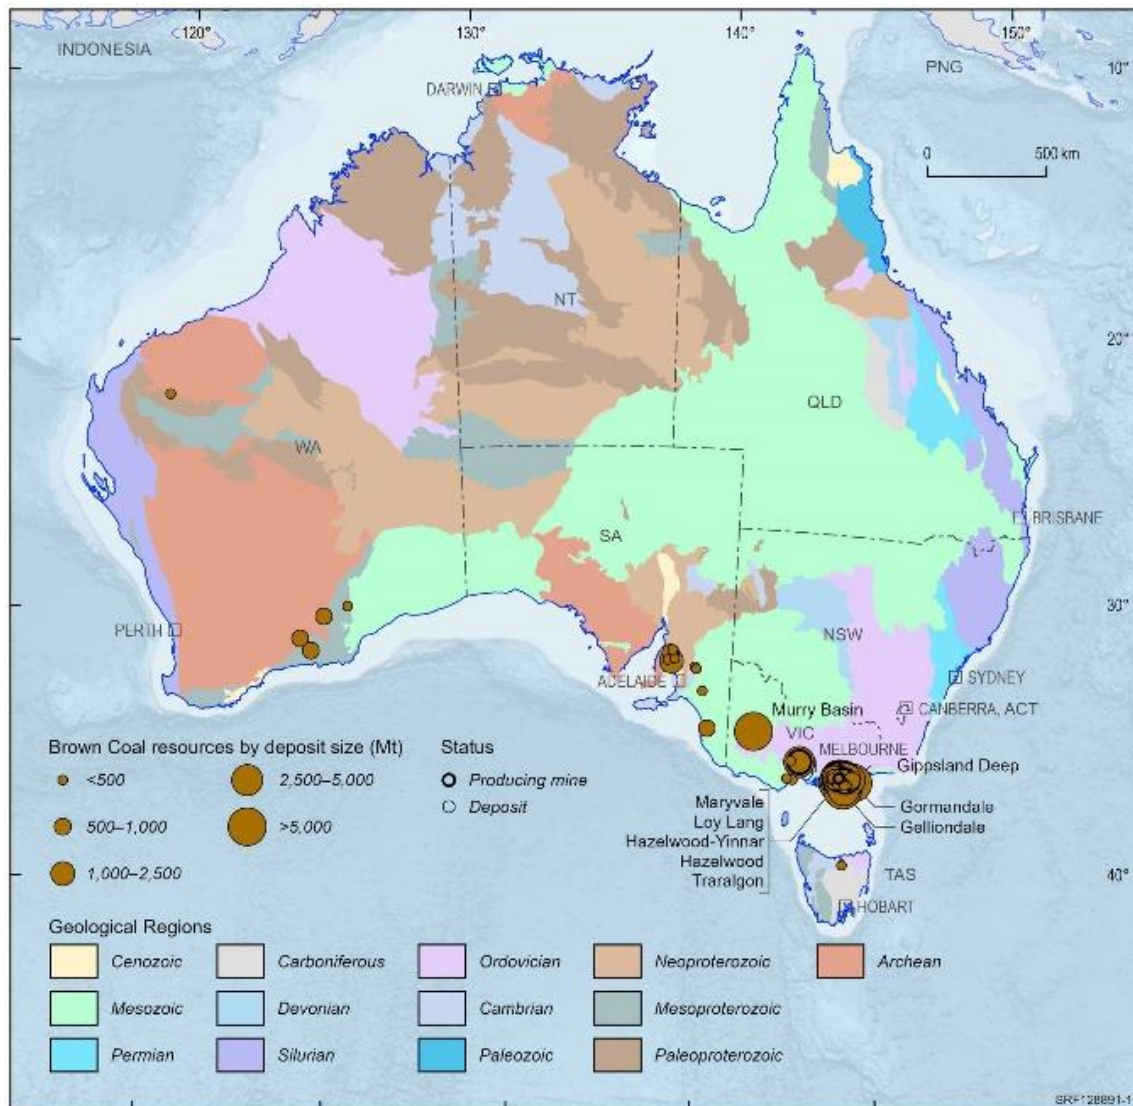 120°
130°
140°
150°
INDONESIA
PNG
10°
DARWIN
0 500 km
NT
20°
QLD
WA
BRISBANE
SA
30°
PERTH
NSW
SYDNEY
ADELAIDE
CANBERRA, ACT
Murry Basin
VIC
MELBOURNE
Gippsland Deep
Maryvale
Loy Lang
Hazelwood-Yinnar
Hazelwood
Traralgon
Gormandale
Gelliondale
TAS
40°
HOBART
Brown Coal resources by deposit size (Mt)
<500
500–1,000
1,000–2,500
2,500–5,000
>5,000
Status
Producing mine
Deposit
Geological Regions
Cenozoic
Carboniferous
Ordovician
Neoproterozoic
Archean
Mesozoic
Devonian
Cambrian
Mesoproterozoic
Permian
Silurian
Paleozoic
Paleoproterozoic
SRF128891-1